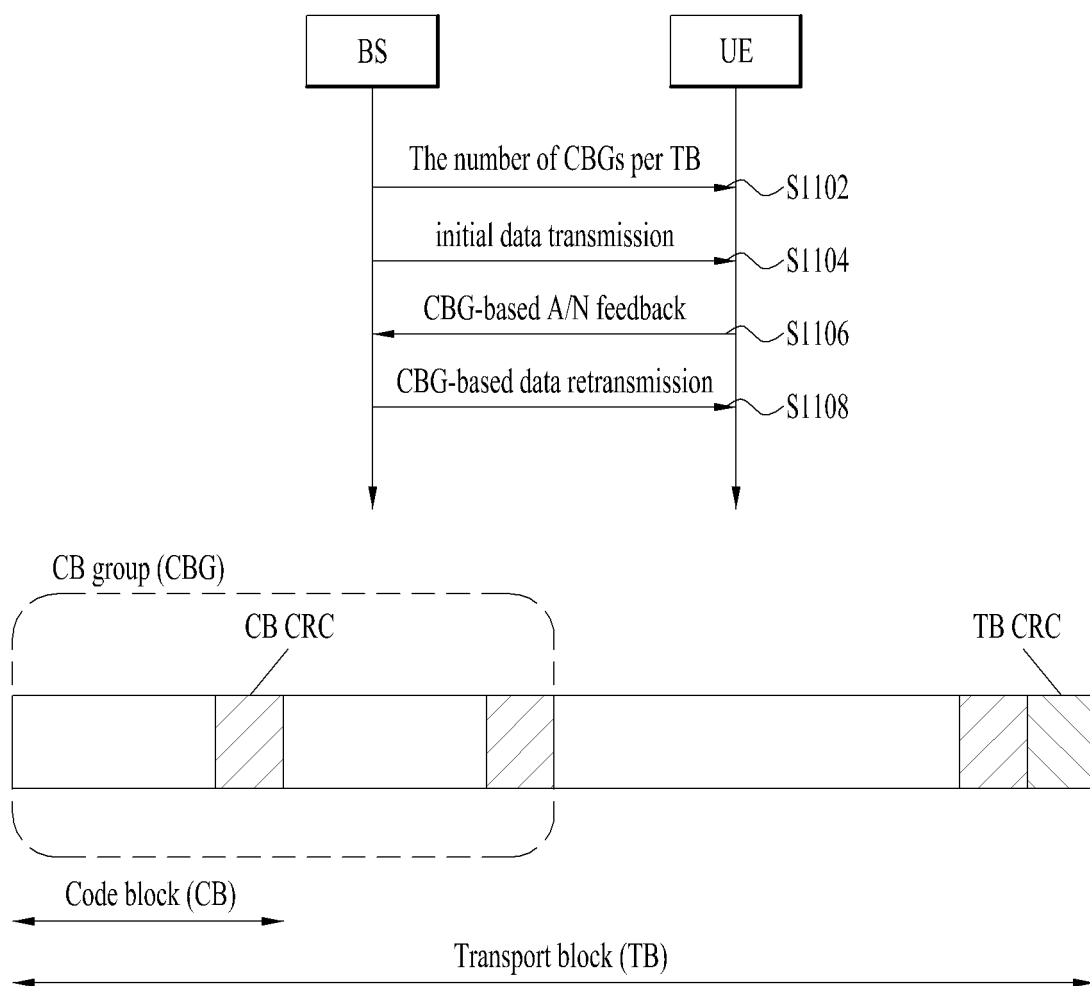 BS
UE
The number of CBGs per TB
S1102
initial data transmission
S1104
CBG-based A/N feedback
S1106
CBG-based data retransmission
S1108
CB group (CBG)
CB CRC
TB CRC
Code block (CB)
Transport block (TB)